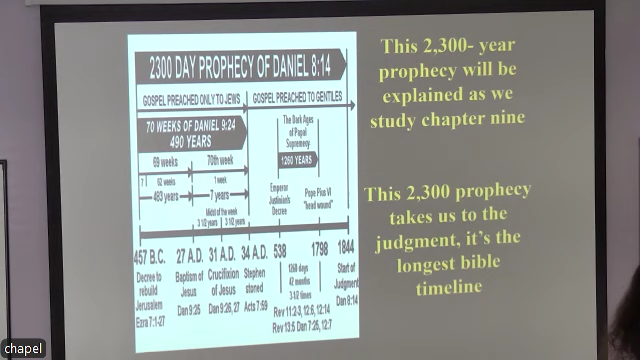 2300 DAY PROPHECY OF DANIEL 8:14
GOSPEL PREACHED ONLY TO JEWS
GOSPEL PREACHED TO GENTILES
70 WEEKS OF DANIEL 9:24
490 YEARS
69 weeks
70th week
7
62 weeks
1 week
483 years
7 years
Midst of the week
3 1/2 years
3 1/2 years
The Dark Ages
of Papal
Supremecy
1260 YEARS
Emperor
Justinian's
Decree
Pope Pius VI
"head wound"
457 B.C.
Decree to
rebuild
Jerusalem
Ezra 7:1-27
27 A.D.
Baptism of
Jesus
Dan 9:25
31 A.D.
Crucifixion
of Jesus
Dan 9:26, 27
34 A.D.
Stephen
stoned
Acts 7:59
538
1798
1260 days
42 months
3 1/2 times
Rev 11:2-3, 12:6, 12:14
Rev 13:5 Dan 7:25, 12:7
1844
Start of
Judgment
Dan 8:14
This 2,300- year
prophecy will be
explained as we
study chapter nine
This 2,300 prophecy
takes us to the
judgment, it's the
longest bible
timeline
chapel